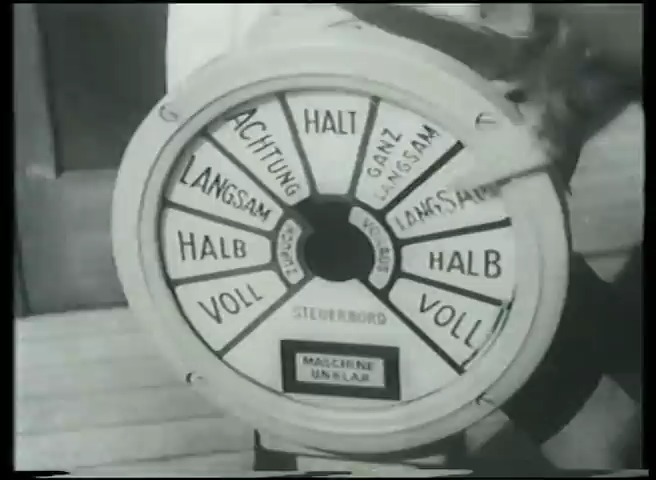 HALT
ACHTUNG
GANZ
LANGSAM
LANGSAM
LANGSAM
HALB
HALB
VOLL
VOLL
ZURÜCK
VORAUS
STEUERBORD
MASCHINE
UNKLAR